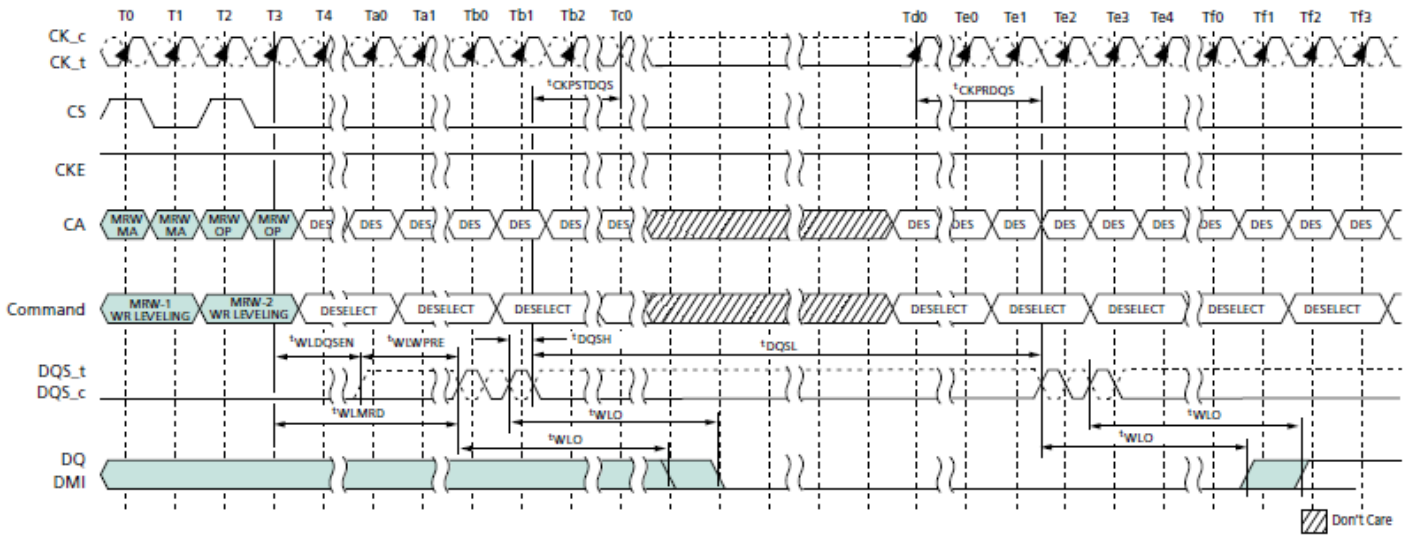 T0 T1 T2 T3 T4 Ta0 Ta1 Tb0 Tb1 Tb2 Tc0 Td0 Te0 Te1 Te2 Te3 Te4 Tf0 Tf1 Tf2 Tf3
CK_c
CK_t
tCKPSTDQS tCKPRDQS
CS
CKE
MRW MRW MRW MRW
CA DES DES DES DES DES DES DES DES DES DES DES DES DES DES DES DES DES
MA MA OP OP
MRW-1 MRW-2
Command DESELECT DESELECT DESELECT DESELECT DESELECT DESELECT DESELECT DESELECT
WR LEVELING WR LEVELING
tWLDQSEN tWLWPRE tDQSH tDQSL
DQS_t
DQS_c
tWLMRD tWLO tWLO
tWLO tWLO
DQ
DMI
Don't Care